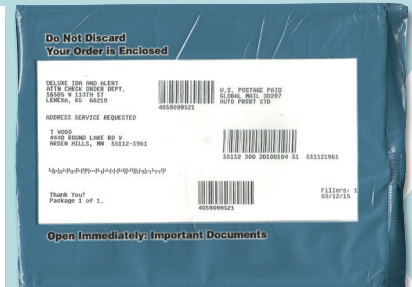 Do Not Discard
Your Order is Enclosed
DELUXE IDA AND ALERT
ATTN CHECK ORDER DEPT.
16505 W 113TH ST
LENEXA, KS 66219
4059099521
U.S. POSTAGE PAID
GLOBAL MAIL 30297
AUTO PRSRT STD
ADDRESS SERVICE REQUESTED
T WOOD
4440 ROUND LAKE RD W
ARDEN HILLS, MN 55112-1961
55112 300 20100104 51 551121961
Thank You!
Package 1 of 1.
4059099521
Fillers: 1
03/12/15
Open Immediately: Important Documents